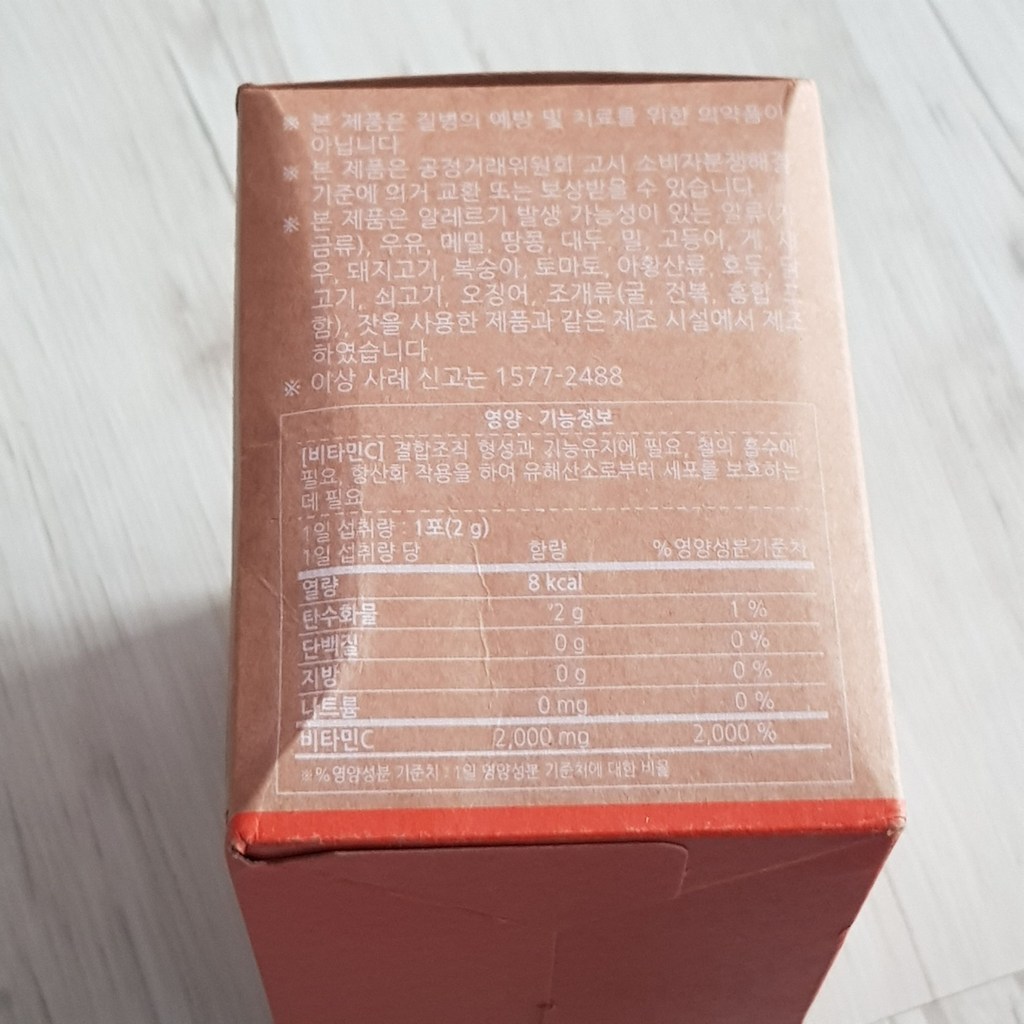 ※ 본 제품은 질병의 예방 및 치료를 위한 의약품이
아닙니다
※ 본 제품은 공정거래위원회 고시 소비자분쟁해결
기준에 의거 교환 또는 보상받을 수 있습니다.
※ 본 제품은 알레르기 발생 가능성이 있는 알류(가
금류), 우유, 메밀, 땅콩, 대두, 밀, 고등어, 게, 새
우, 돼지고기, 복숭아, 토마토, 아황산류, 호두,
고기, 쇠고기, 오징어, 조개류(굴, 전복, 홍합 포
함), 잣을 사용한 제품과 같은 제조 시설에서 제조
하였습니다.
※ 이상 사례 신고는 1577-2488
영양 · 기능정보
[비타민C] 결합조직 형성과 기능유지에 필요, 철의 흡수에
필요, 항산화 작용을 하여 유해산소로부터 세포를 보호하는
데 필요
1일 섭취량 : 1포(2 g)
1일 섭취량 당 함량 %영양성분기준치
열량 8 kcal
탄수화물 2 g 1 %
단백질 0 g 0 %
지방 0 g 0 %
나트륨 0 mg 0 %
비타민C 2,000 mg 2,000 %
※%영양성분 기준치 : 1일 영양성분 기준치에 대한 비율